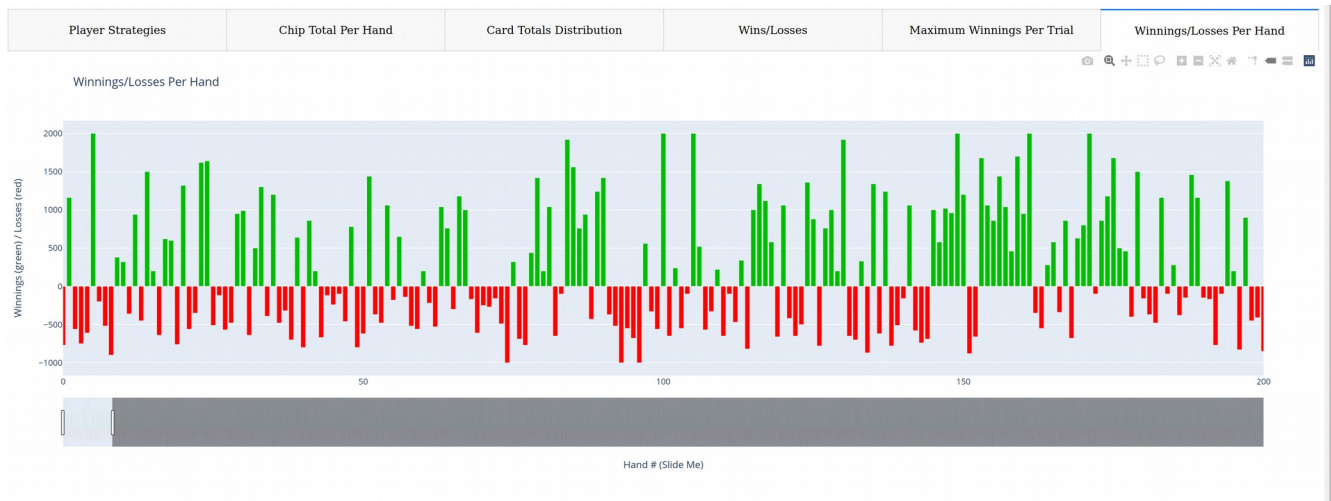 Player Strategies
Chip Total Per Hand
Card Totals Distribution
Wins/Losses
Maximum Winnings Per Trial
Winnings/Losses Per Hand
Winnings/Losses Per Hand
Winnings (green) / Losses (red)
2000
1500
1000
500
0
−500
−1000
0
50
100
150
200
Hand # (Slide Me)